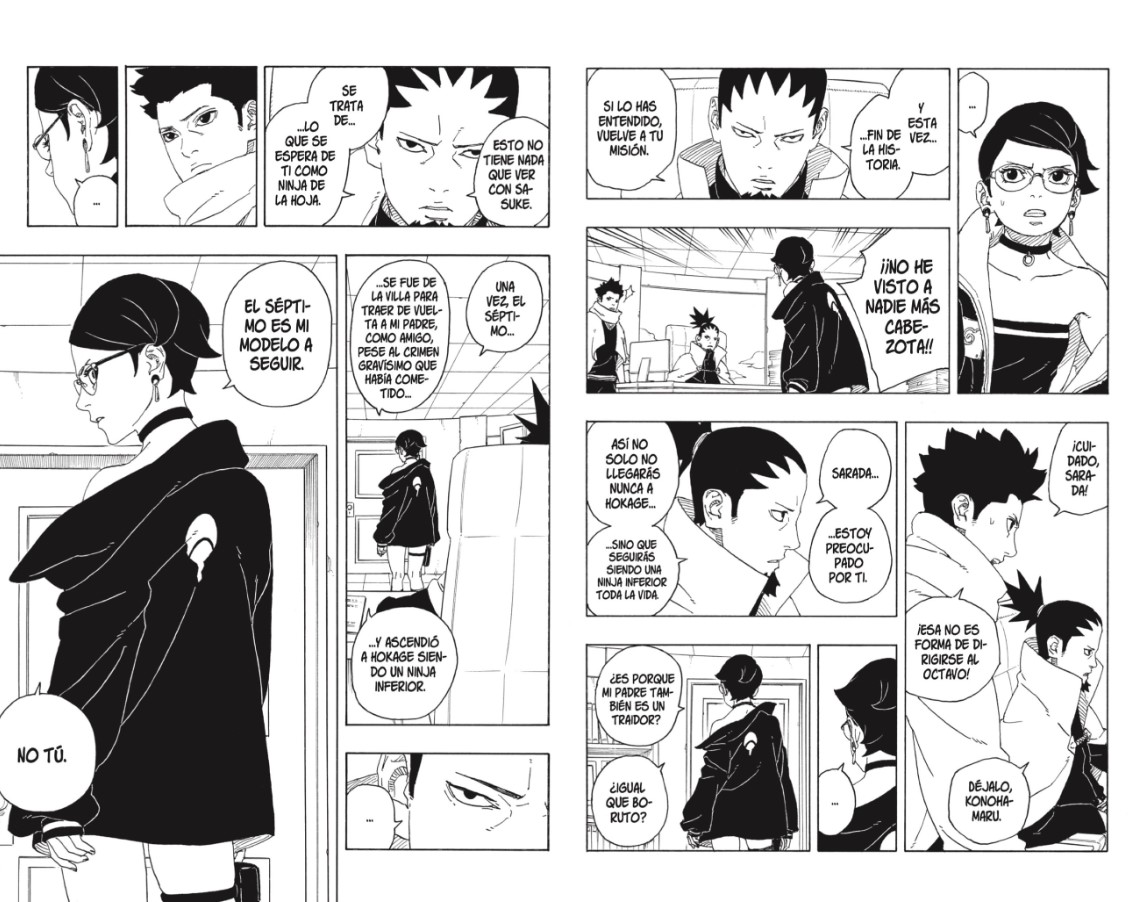 ...
Y
ESTA
VEZ...
...FIN DE
LA HIS-
TORIA.
SI LO HAS
ENTENDIDO,
VUELVE A TU
MISIÓN.
¡¡NO HE
VISTO A
NADIE MÁS
CABE-
ZOTA!!
¡CUI-
DADO,
SARA-
DA!
¡ESA NO ES
FORMA DE DI-
RIGIRSE AL
OCTAVO!
DÉJALO,
KONOHA-
MARU.
SARADA...
...ESTOY
PREOCU-
PADO
POR TI.
ASÍ NO
SOLO NO
LLEGARÁS
NUNCA A
HOKAGE...
...SINO QUE
SEGUIRÁS
SIENDO UNA
NINJA INFERIOR
TODA LA VIDA.
...
¿ES PORQUE
MI PADRE TAM-
BIÉN ES UN
TRAIDOR?
¿IGUAL
QUE BO-
RUTO?
ESTO NO
TIENE NADA
QUE VER
CON SA-
SUKE.
SE
TRATA
DE...
...LO
QUE SE
ESPERA DE
TI COMO
NINJA DE
LA HOJA.
...
UNA
VEZ, EL
SÉPTI-
MO...
...SE FUE DE
LA VILLA PARA
TRAER DE VUEL-
TA A MI PADRE,
COMO AMIGO,
PESE AL CRIMEN
GRAVÍSIMO QUE
HABÍA COME-
TIDO...
...Y ASCENDIÓ
A HOKAGE SIEN-
DO UN NINJA
INFERIOR.
...
EL SÉPTI-
MO ES MI
MODELO A
SEGUIR.
NO TÚ.